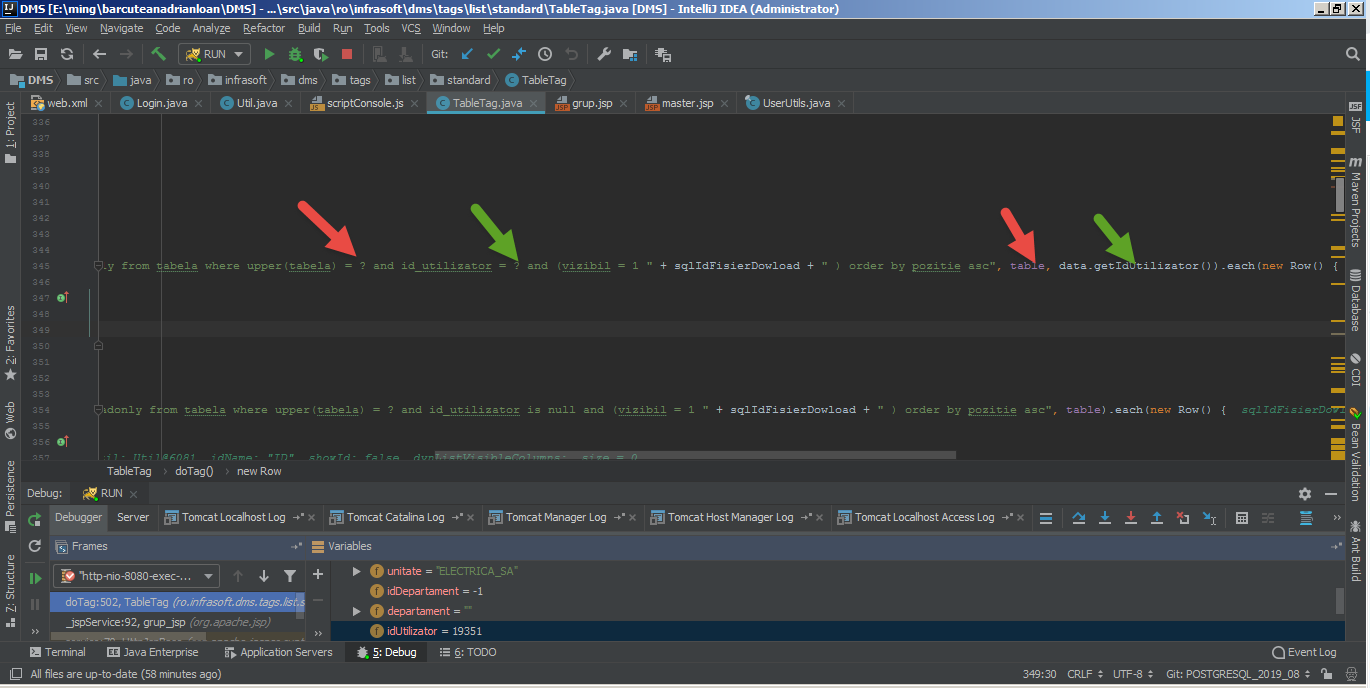 DMS [E:\ming\barcuteanadrianIoan\DMS] - ...\src\java\ro\infrasoft\dms\tags\list\standard\TableTag.java [DMS] - IntelliJ IDEA (Administrator)
File Edit View Navigate Code Analyze Refactor Build Run Tools VCS Window Help
RUN Git:
DMS src java ro infrasoft dms tags list standard TableTag
web.xml Login.java Util.java scriptConsole.js TableTag.java grup.jsp master.jsp UserUtils.java
1: Project
2: Favorites
Web
Persistence
Z: Structure
336
337
338
339
340
341
342
343
344
345 ly from tabela where upper(tabela) = ? and id_utilizator = ? and (vizibil = 1 " + sqlIdFisierDowload + " ) order by pozitie asc", table, data.getIdUtilizator()).each(new Row() {
346
347
348
349
350
351
352
353
354 adonly from tabela where upper(tabela) = ? and id_utilizator is null and (vizibil = 1 " + sqlIdFisierDowload + " ) order by pozitie asc", table).each(new Row() { sqlIdFisierDowl
355
356
357 til: Util@6081 idName: "ID" showId: false dynListVisibleColumns: size = 0
JSF
Maven Projects
Database
CDI
Bean Validation
Ant Build
TableTag doTag() new Row
Debug: RUN
Debugger Server Tomcat Localhost Log Tomcat Catalina Log Tomcat Manager Log Tomcat Host Manager Log Tomcat Localhost Access Log
Frames Variables
"http-nio-8080-exec-...
doTag:502, TableTag (ro.infrasoft.dms.tags.list.s
_jspService:92, grup_jsp (org.apache.jsp)
unitate = "ELECTRICA_SA"
idDepartament = -1
departament = ""
idUtilizator = 19351
Terminal Java Enterprise Application Servers 5: Debug 6: TODO Event Log
All files are up-to-date (58 minutes ago) 349:30 CRLF UTF-8 Git: POSTGRESQL_2019_08